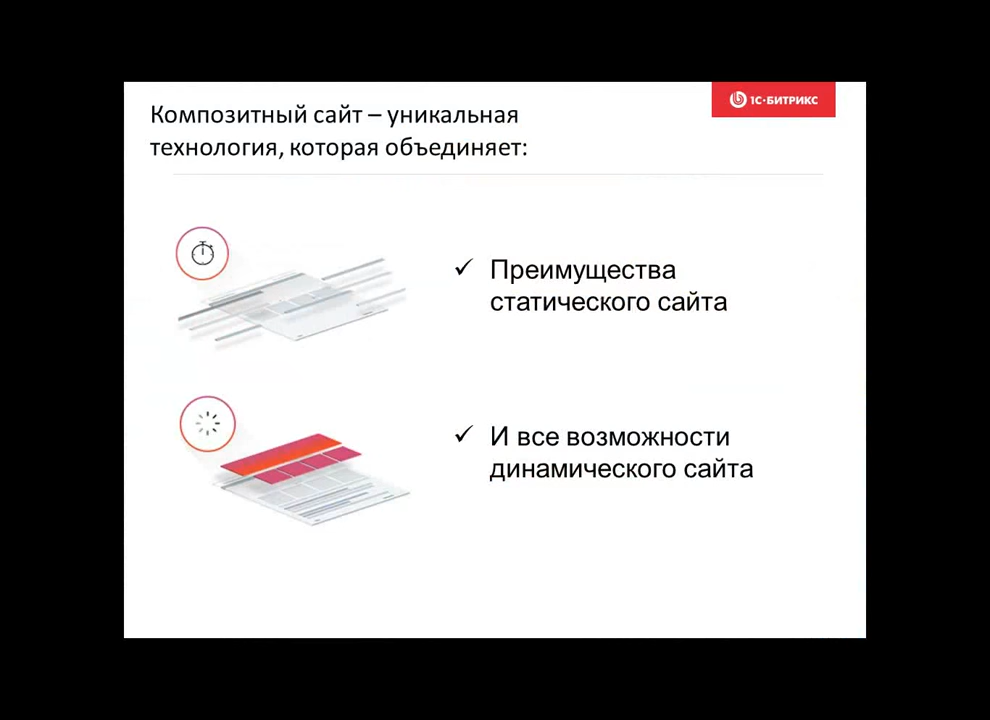 Композитный сайт – уникальная
технология, которая объединяет:
1С-БИТРИКС
Преимущества
статического сайта
И все возможности
динамического сайта